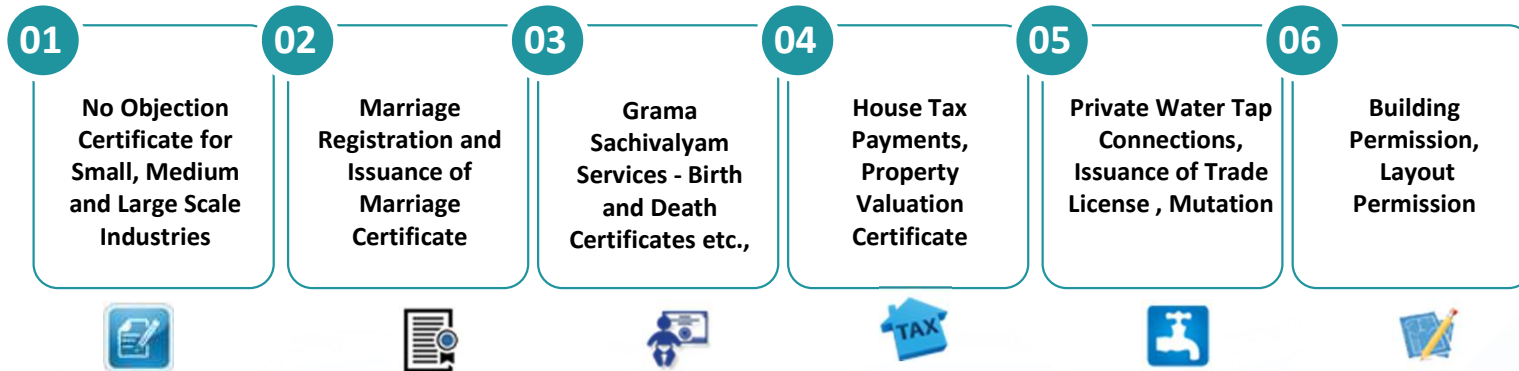 01
No Objection
Certificate for
Small, Medium
and Large Scale
Industries
02
Marriage
Registration and
Issuance of
Marriage
Certificate
03
Grama
Sachivalyam
Services - Birth
and Death
Certificates etc.,
04
House Tax
Payments,
Property
Valuation
Certificate
05
Private Water Tap
Connections,
Issuance of Trade
License , Mutation
06
Building
Permission,
Layout
Permission
TAX